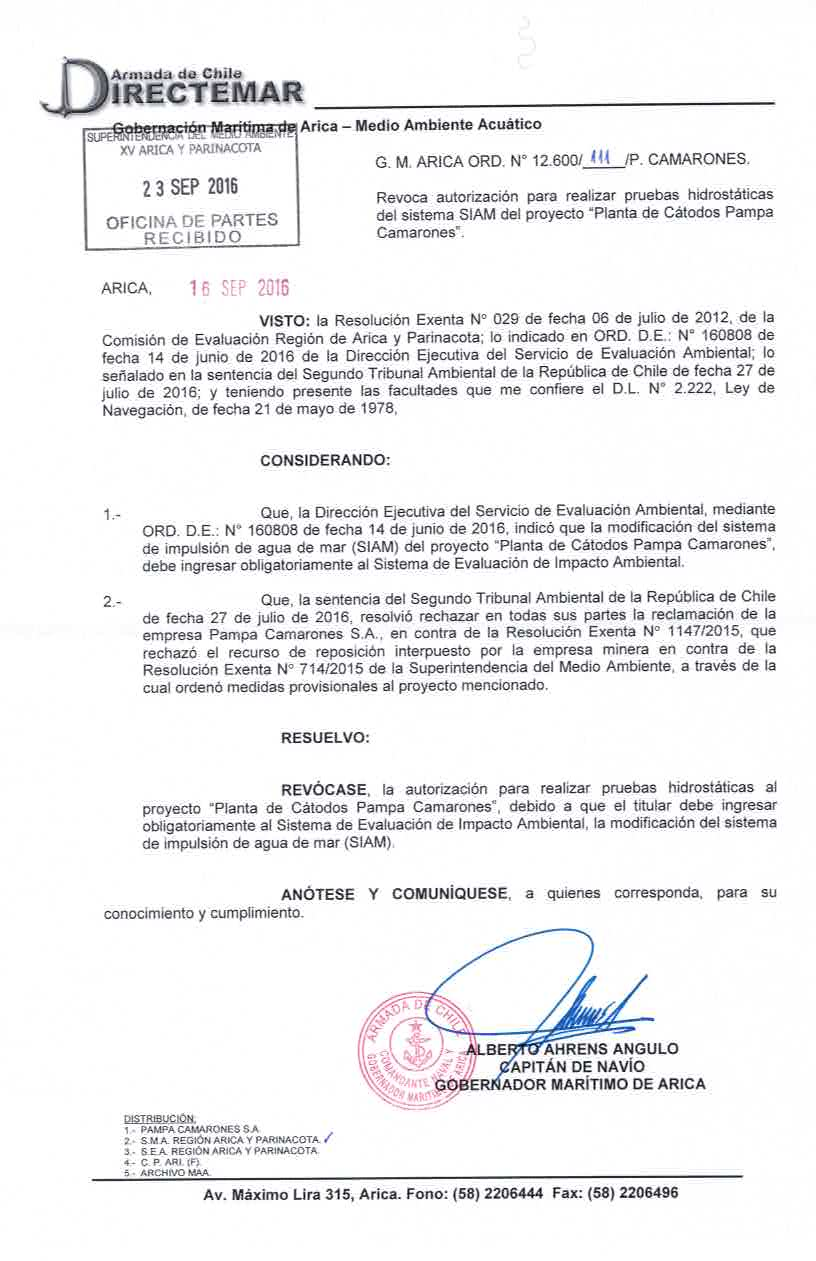 Armada de Chile
DIRECTEMAR
Gobernación Marítima de Arica – Medio Ambiente Acuático
SUPERINTENDENCIA DEL MEDIO AMBIENTE
XV ARICA Y PARINACOTA
23 SEP 2016
OFICINA DE PARTES
RECIBIDO
G. M. ARICA ORD. N° 12.600/ 111 /P. CAMARONES.
Revoca autorización para realizar pruebas hidrostáticas
del sistema SIAM del proyecto “Planta de Cátodos Pampa
Camarones”.
ARICA, 16 SEP 2016
VISTO: la Resolución Exenta N° 029 de fecha 06 de julio de 2012, de la
Comisión de Evaluación Región de Arica y Parinacota; lo indicado en ORD. D.E.: N° 160808 de
fecha 14 de junio de 2016 de la Dirección Ejecutiva del Servicio de Evaluación Ambiental; lo
señalado en la sentencia del Segundo Tribunal Ambiental de la República de Chile de fecha 27 de
julio de 2016; y teniendo presente las facultades que me confiere el D.L. N° 2.222, Ley de
Navegación, de fecha 21 de mayo de 1978,
CONSIDERANDO:
1.- Que, la Dirección Ejecutiva del Servicio de Evaluación Ambiental, mediante
ORD. D.E.: N° 160808 de fecha 14 de junio de 2016, indicó que la modificación del sistema
de impulsión de agua de mar (SIAM) del proyecto “Planta de Cátodos Pampa Camarones”,
debe ingresar obligatoriamente al Sistema de Evaluación de Impacto Ambiental.
2.- Que, la sentencia del Segundo Tribunal Ambiental de la República de Chile
de fecha 27 de julio de 2016, resolvió rechazar en todas sus partes la reclamación de la
empresa Pampa Camarones S.A., en contra de la Resolución Exenta N° 1147/2015, que
rechazó el recurso de reposición interpuesto por la empresa minera en contra de la
Resolución Exenta N° 714/2015 de la Superintendencia del Medio Ambiente, a través de la
cual ordenó medidas provisionales al proyecto mencionado.
RESUELVO:
REVÓCASE, la autorización para realizar pruebas hidrostáticas al
proyecto “Planta de Cátodos Pampa Camarones”, debido a que el titular debe ingresar
obligatoriamente al Sistema de Evaluación de Impacto Ambiental, la modificación del sistema
de impulsión de agua de mar (SIAM).
ANÓTESE Y COMUNÍQUESE, a quienes corresponda, para su
conocimiento y cumplimiento.
ARMADA DE CHILE
COMANDANTE NAVAL Y
GOBERNADOR MARITIMO DE ARICA
ALBERTO AHRENS ANGULO
CAPITÁN DE NAVÍO
GOBERNADOR MARÍTIMO DE ARICA
DISTRIBUCIÓN:
1.- PAMPA CAMARONES S.A.
2.- S.M.A. REGIÓN ARICA Y PARINACOTA.
3.- S.E.A. REGIÓN ARICA Y PARINACOTA.
4.- C. P. ARI. (F).
5.- ARCHIVO MAA.
Av. Máximo Lira 315, Arica. Fono: (58) 2206444 Fax: (58) 2206496